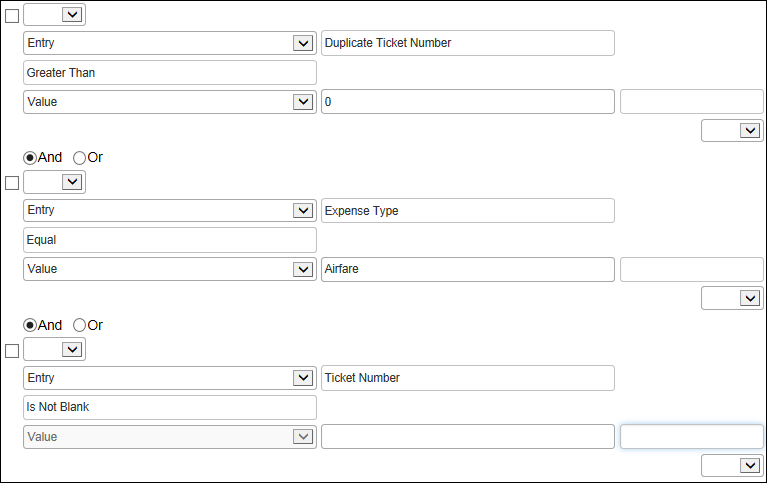 Entry Duplicate Ticket Number
Greater Than
Value 0
And Or
Entry Expense Type
Equal
Value Airfare
And Or
Entry Ticket Number
Is Not Blank
Value